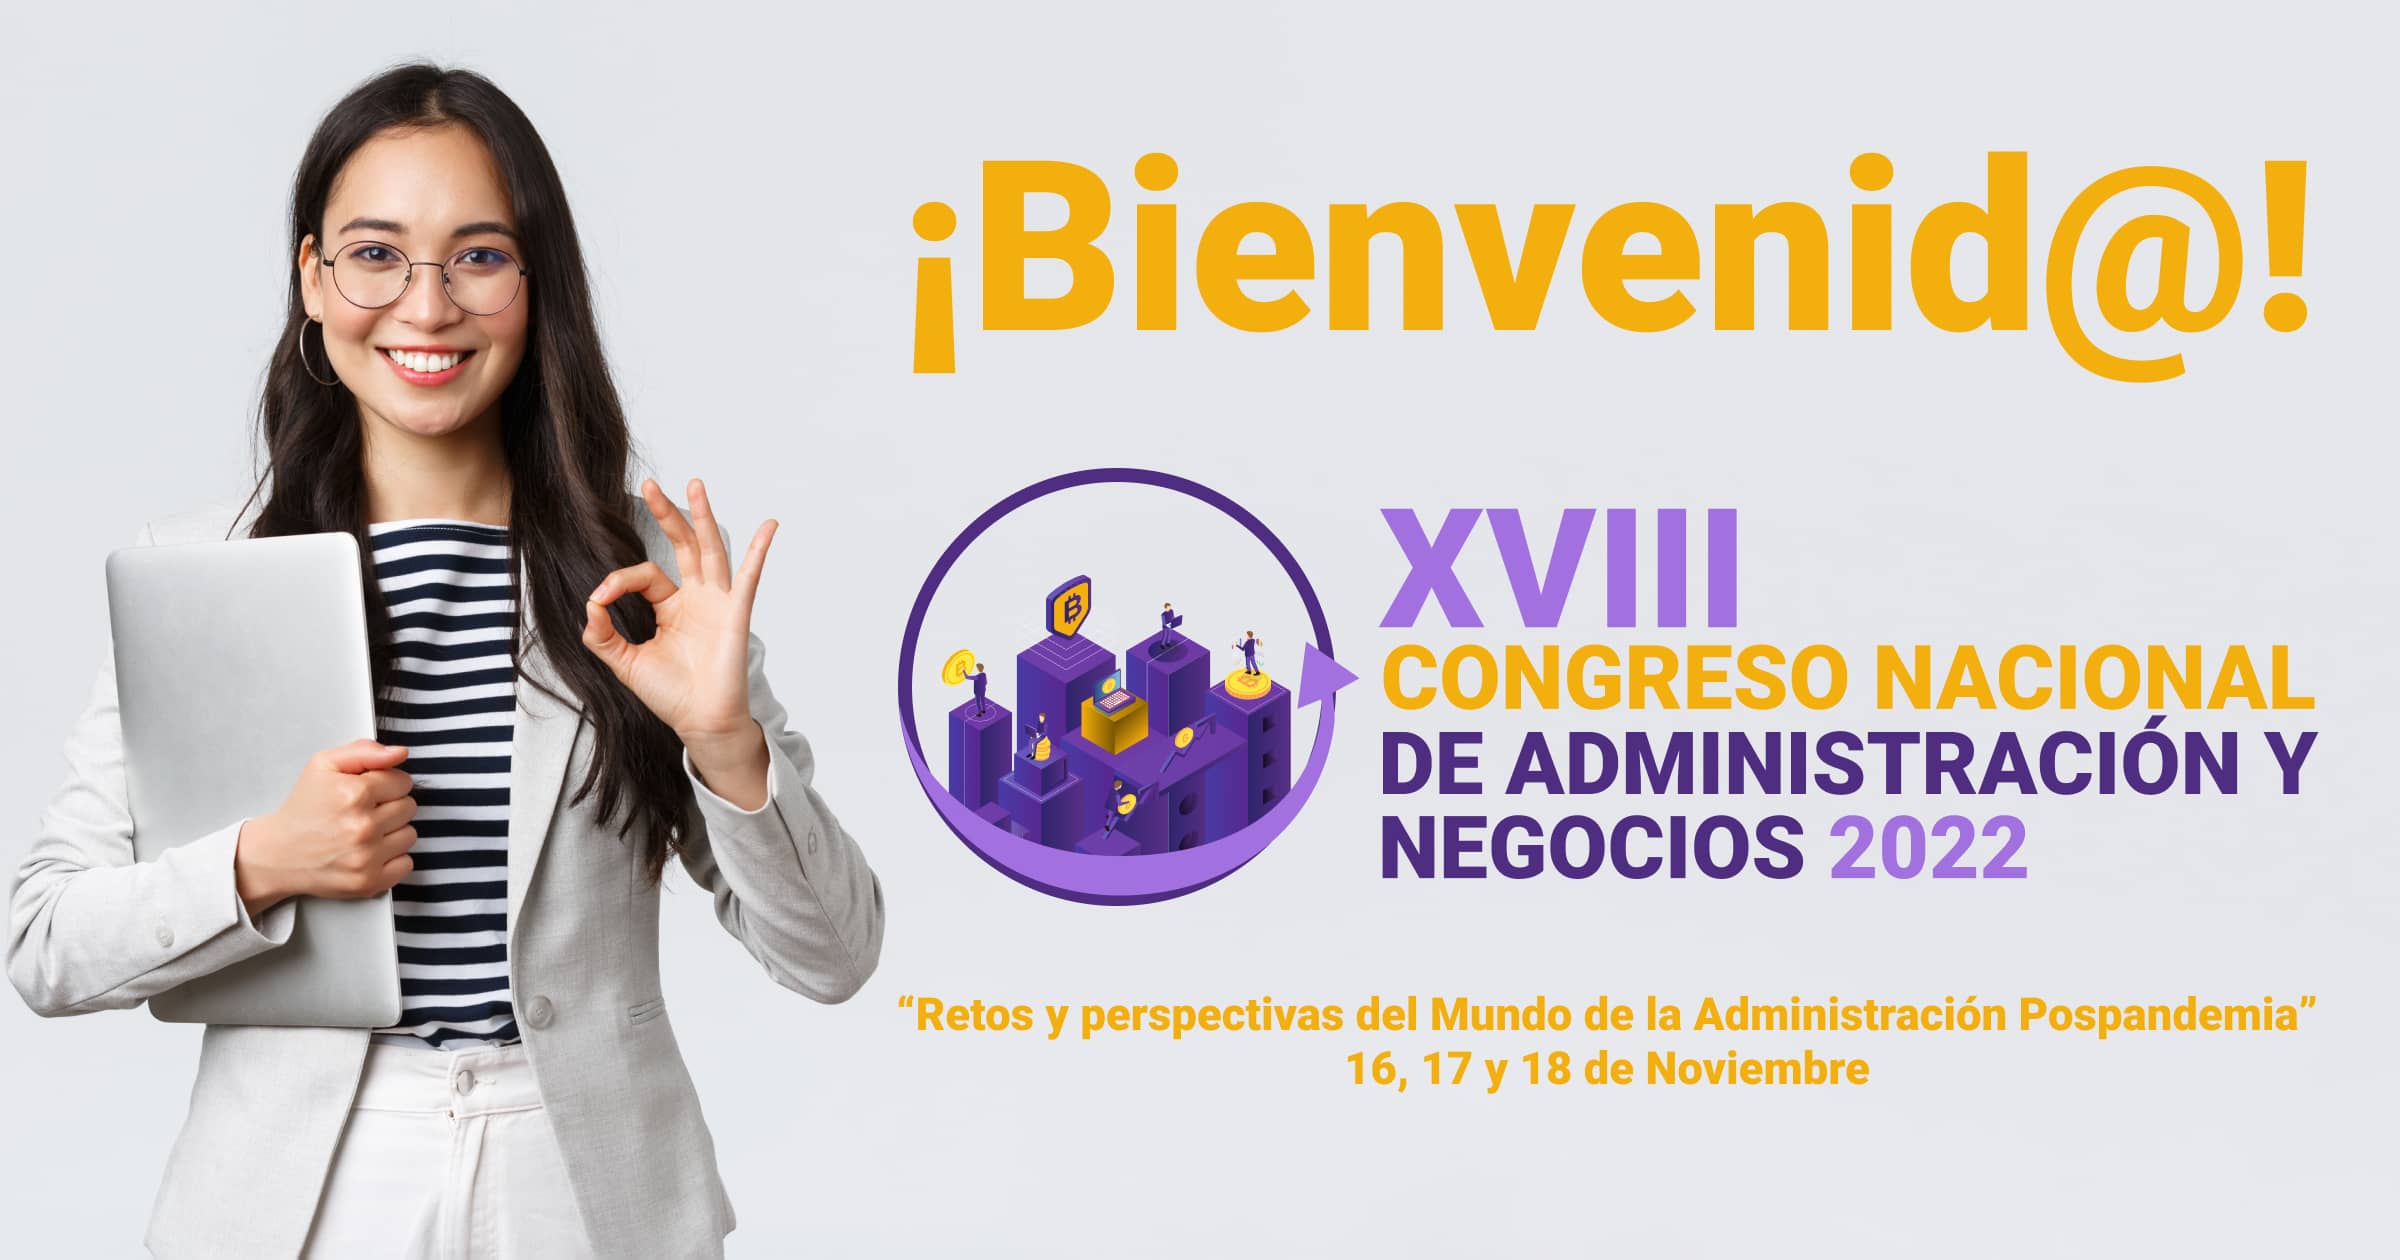 ¡Bienvenid@!
XVIII
CONGRESO NACIONAL
DE ADMINISTRACIÓN Y
NEGOCIOS 2022
“Retos y perspectivas del Mundo de la Administración Pospandemia”
16, 17 y 18 de Noviembre